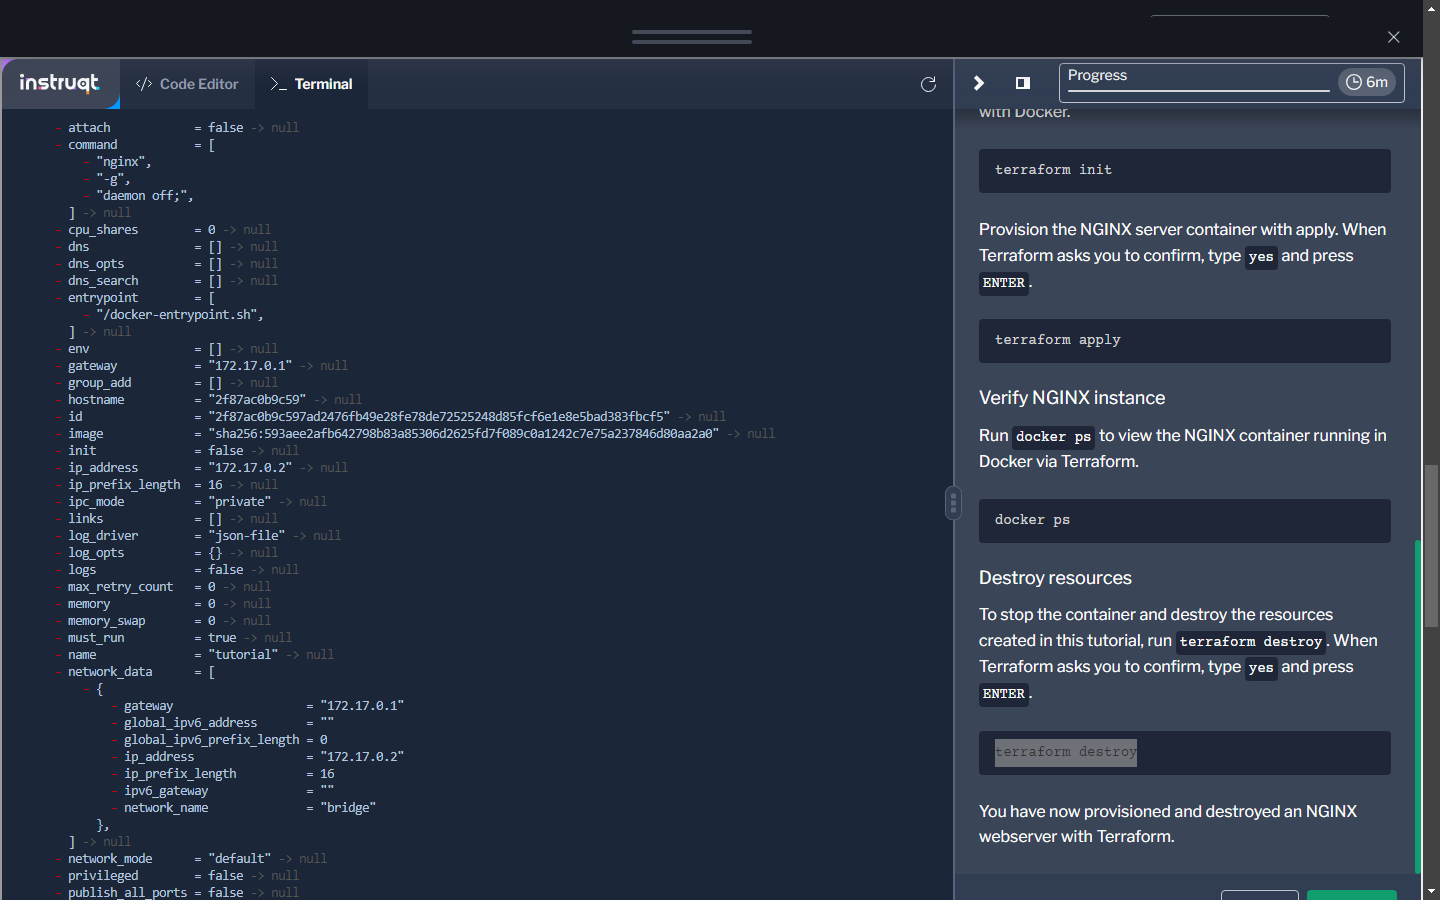 instruqt
</> Code Editor
>_ Terminal
Progress
6m
- attach = false -> null
- command = [
- "nginx",
- "-g",
- "daemon off;",
] -> null
- cpu_shares = 0 -> null
- dns = [] -> null
- dns_opts = [] -> null
- dns_search = [] -> null
- entrypoint = [
- "/docker-entrypoint.sh",
] -> null
- env = [] -> null
- gateway = "172.17.0.1" -> null
- group_add = [] -> null
- hostname = "2f87ac0b9c59" -> null
- id = "2f87ac0b9c597ad2476fb49e28fe78de72525248d85fcf6e1e8e5bad383fbcf5" -> null
- image = "sha256:593aee2afb642798b83a85306d2625fd7f089c0a1242c7e75a237846d80aa2a0" -> null
- init = false -> null
- ip_address = "172.17.0.2" -> null
- ip_prefix_length = 16 -> null
- ipc_mode = "private" -> null
- links = [] -> null
- log_driver = "json-file" -> null
- log_opts = {} -> null
- logs = false -> null
- max_retry_count = 0 -> null
- memory = 0 -> null
- memory_swap = 0 -> null
- must_run = true -> null
- name = "tutorial" -> null
- network_data = [
- {
- gateway = "172.17.0.1"
- global_ipv6_address = ""
- global_ipv6_prefix_length = 0
- ip_address = "172.17.0.2"
- ip_prefix_length = 16
- ipv6_gateway = ""
- network_name = "bridge"
},
] -> null
- network_mode = "default" -> null
- privileged = false -> null
- publish_all_ports = false -> null
with Docker.
terraform init
Provision the NGINX server container with apply. When
Terraform asks you to confirm, type yes and press
ENTER.
terraform apply
Verify NGINX instance
Run docker ps to view the NGINX container running in
Docker via Terraform.
docker ps
Destroy resources
To stop the container and destroy the resources
created in this tutorial, run terraform destroy. When
Terraform asks you to confirm, type yes and press
ENTER.
terraform destroy
You have now provisioned and destroyed an NGINX
webserver with Terraform.